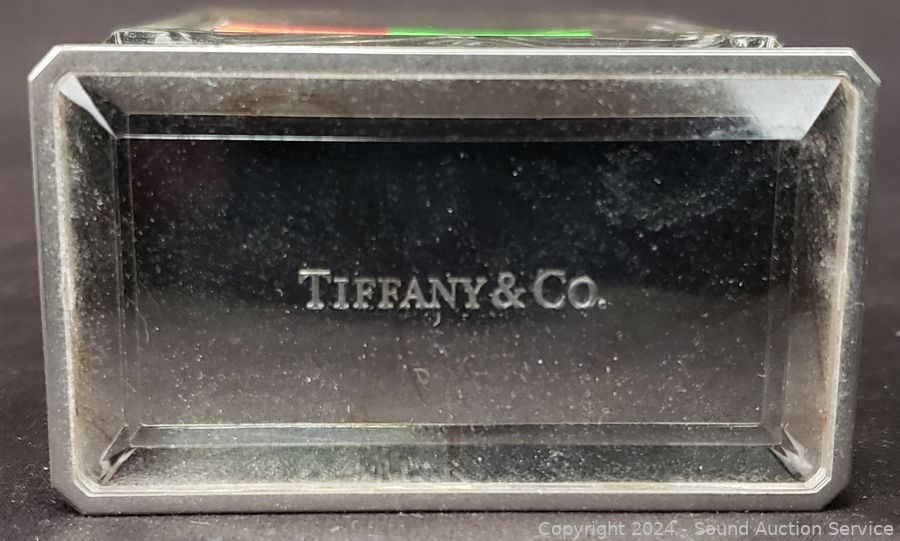 TIFFANY & CO.
Copyright 2024 - Sound Auction Service